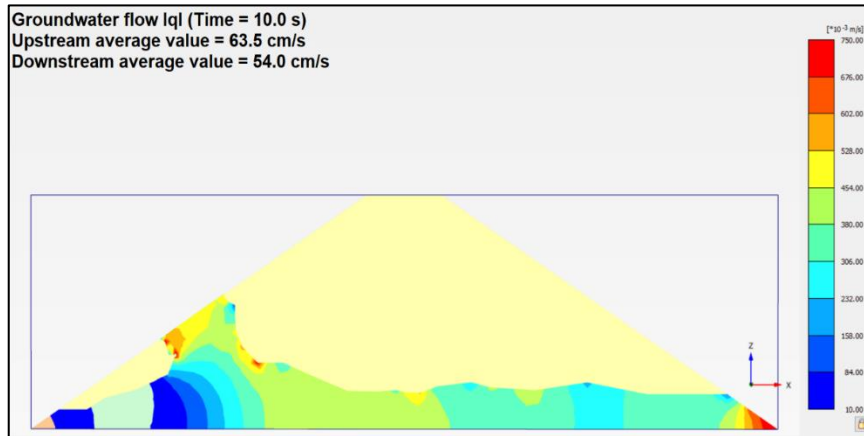 Groundwater flow lql (Time = 10.0 s)
Upstream average value = 63.5 cm/s
Downstream average value = 54.0 cm/s
[*10⁻³ m/s]
750.00
676.00
602.00
528.00
454.00
380.00
306.00
232.00
158.00
84.00
10.00
Z
X